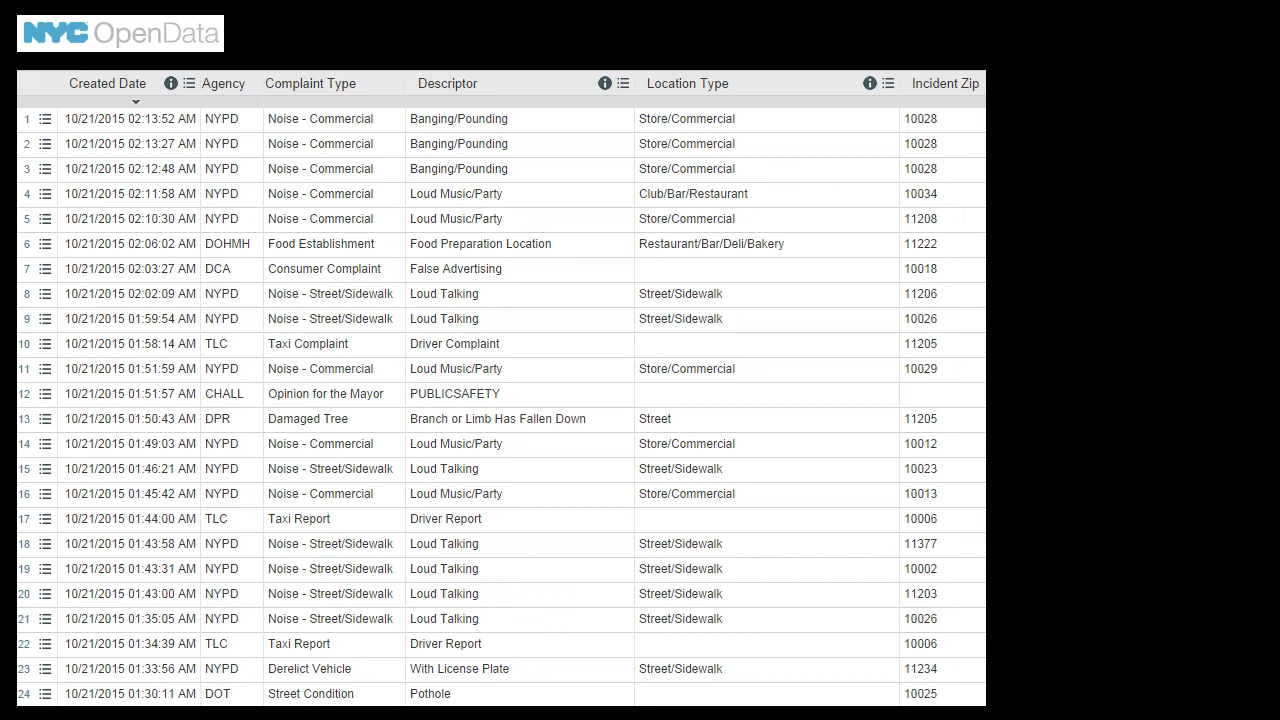 NYC OpenData
Created Date Agency Complaint Type Descriptor Location Type Incident Zip
1 10/21/2015 02:13:52 AM NYPD Noise - Commercial Banging/Pounding Store/Commercial 10028
2 10/21/2015 02:13:27 AM NYPD Noise - Commercial Banging/Pounding Store/Commercial 10028
3 10/21/2015 02:12:48 AM NYPD Noise - Commercial Banging/Pounding Store/Commercial 10028
4 10/21/2015 02:11:58 AM NYPD Noise - Commercial Loud Music/Party Club/Bar/Restaurant 10034
5 10/21/2015 02:10:30 AM NYPD Noise - Commercial Loud Music/Party Store/Commercial 11208
6 10/21/2015 02:06:02 AM DOHMH Food Establishment Food Preparation Location Restaurant/Bar/Deli/Bakery 11222
7 10/21/2015 02:03:27 AM DCA Consumer Complaint False Advertising 10018
8 10/21/2015 02:02:09 AM NYPD Noise - Street/Sidewalk Loud Talking Street/Sidewalk 11206
9 10/21/2015 01:59:54 AM NYPD Noise - Street/Sidewalk Loud Talking Street/Sidewalk 10026
10 10/21/2015 01:58:14 AM TLC Taxi Complaint Driver Complaint 11205
11 10/21/2015 01:51:59 AM NYPD Noise - Commercial Loud Music/Party Store/Commercial 10029
12 10/21/2015 01:51:57 AM CHALL Opinion for the Mayor PUBLICSAFETY
13 10/21/2015 01:50:43 AM DPR Damaged Tree Branch or Limb Has Fallen Down Street 11205
14 10/21/2015 01:49:03 AM NYPD Noise - Commercial Loud Music/Party Store/Commercial 10012
15 10/21/2015 01:46:21 AM NYPD Noise - Street/Sidewalk Loud Talking Street/Sidewalk 10023
16 10/21/2015 01:45:42 AM NYPD Noise - Commercial Loud Music/Party Store/Commercial 10013
17 10/21/2015 01:44:00 AM TLC Taxi Report Driver Report 10006
18 10/21/2015 01:43:58 AM NYPD Noise - Street/Sidewalk Loud Talking Street/Sidewalk 11377
19 10/21/2015 01:43:31 AM NYPD Noise - Street/Sidewalk Loud Talking Street/Sidewalk 10002
20 10/21/2015 01:43:00 AM NYPD Noise - Street/Sidewalk Loud Talking Street/Sidewalk 11203
21 10/21/2015 01:35:05 AM NYPD Noise - Street/Sidewalk Loud Talking Street/Sidewalk 10026
22 10/21/2015 01:34:39 AM TLC Taxi Report Driver Report 10006
23 10/21/2015 01:33:56 AM NYPD Derelict Vehicle With License Plate Street/Sidewalk 11234
24 10/21/2015 01:30:11 AM DOT Street Condition Pothole 10025